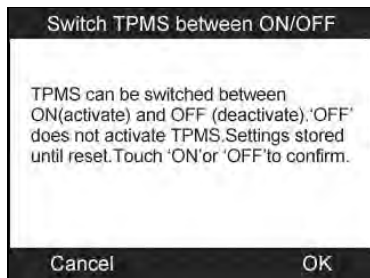 Switch TPMS between ON/OFF
TPMS can be switched between
ON(activate) and OFF (deactivate).‘OFF’
does not activate TPMS.Settings stored
until reset.Touch ‘ON’or ‘OFF’to confirm.
Cancel OK